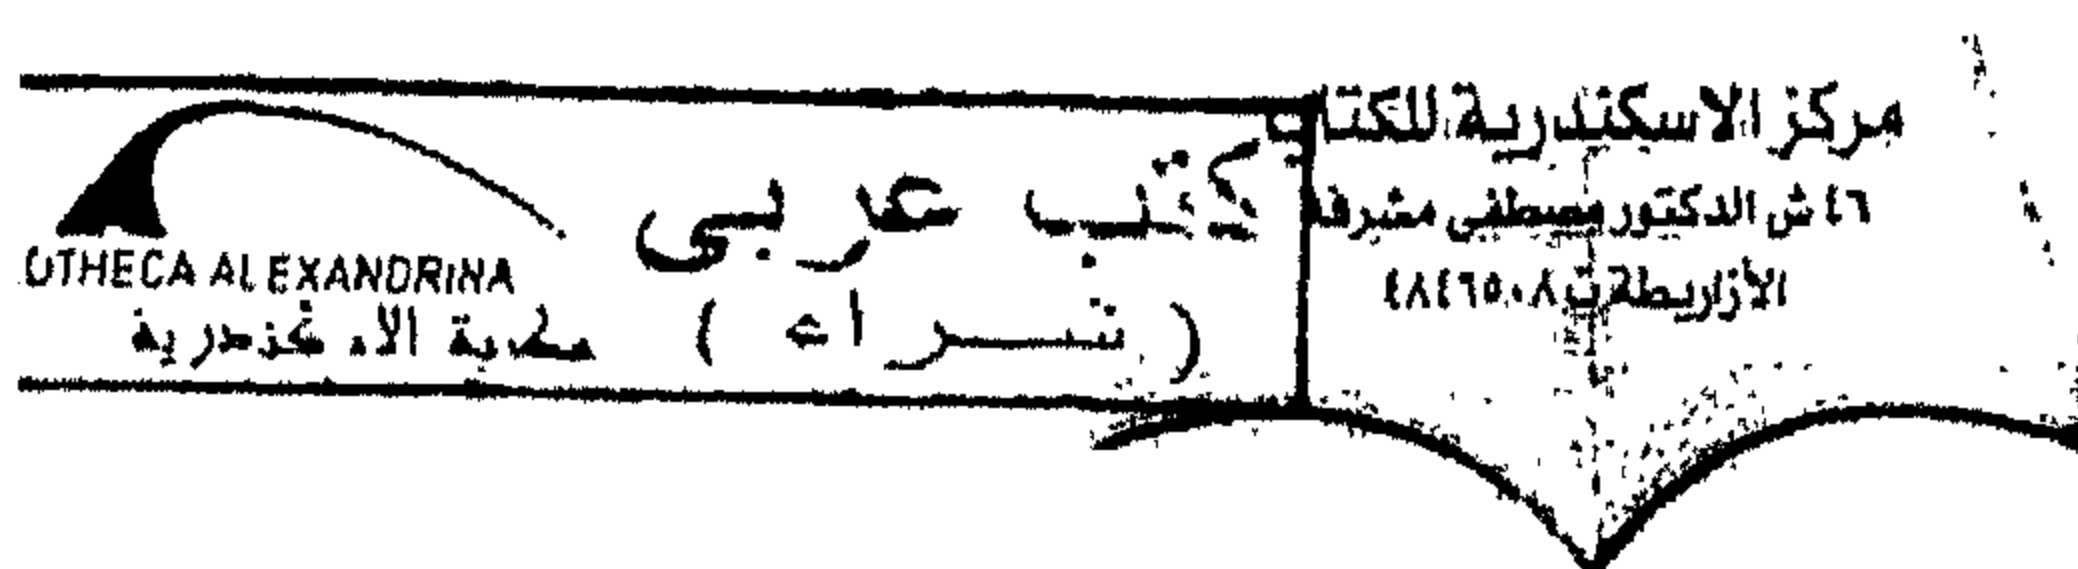 مركز الاسكندرية للكتاب
٤٦ ش الدكتور مصطفى مشرفة
الأزاريطة ت ٤٨٤٦٥٠٨
كتب عربى
( شراء )
OTHECA ALEXANDRINA
مكتبة الاسكندرية